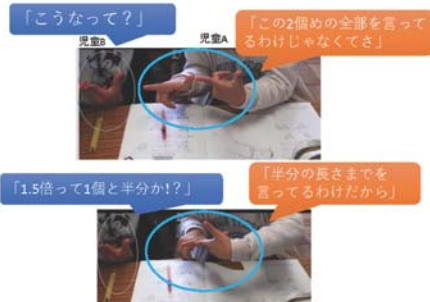 「こうなって？」
「この2個めの全部を言って
るわけじゃなくてさ」
児童B
児童A
「1.5倍って1個と半分か!？」
「半分の長さまでを
言ってるわけだから」